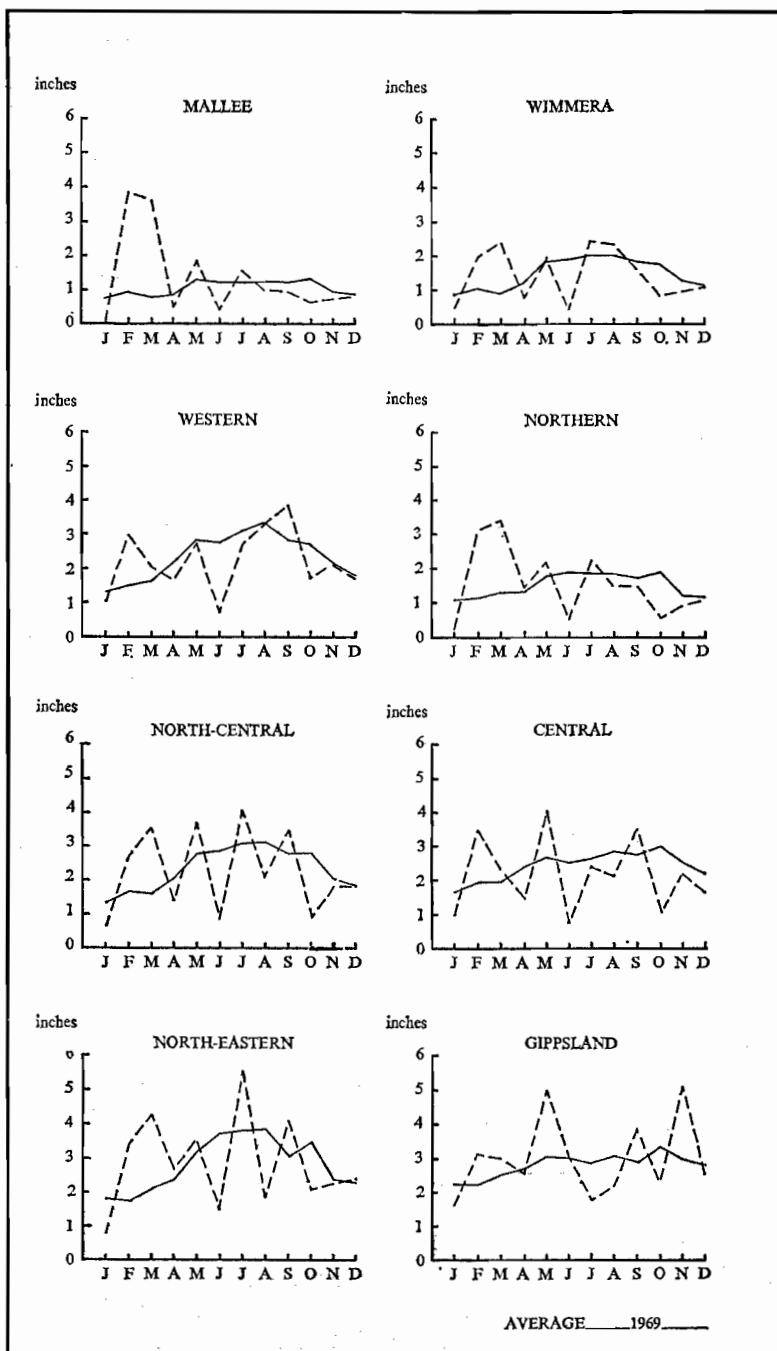 inches
MALLEE
6
5
4
3
2
1
0
J F M A M J J A S O N D
inches
WIMMERA
6
5
4
3
2
1
0
J F M A M J J A S O. N D
inches
WESTERN
6
5
4
3
2
1
0
J F M A M J J A S O N D
inches
NORTHERN
6
5
4
3
2
1
0
J F M A M J J A S O N D
inches
NORTH-CENTRAL
6
5
4
3
2
1
0
J F M A M J J A S O N D
inches
CENTRAL
6
5
4
3
2
1
0
J F M A M J J A S O N D
inches
NORTH-EASTERN
6
5
4
3
2
1
0
J F M A M J J A S O N D
inches
GIPPSLAND
6
5
4
3
2
1
0
J F M A M J J A S O N D
AVERAGE 1969